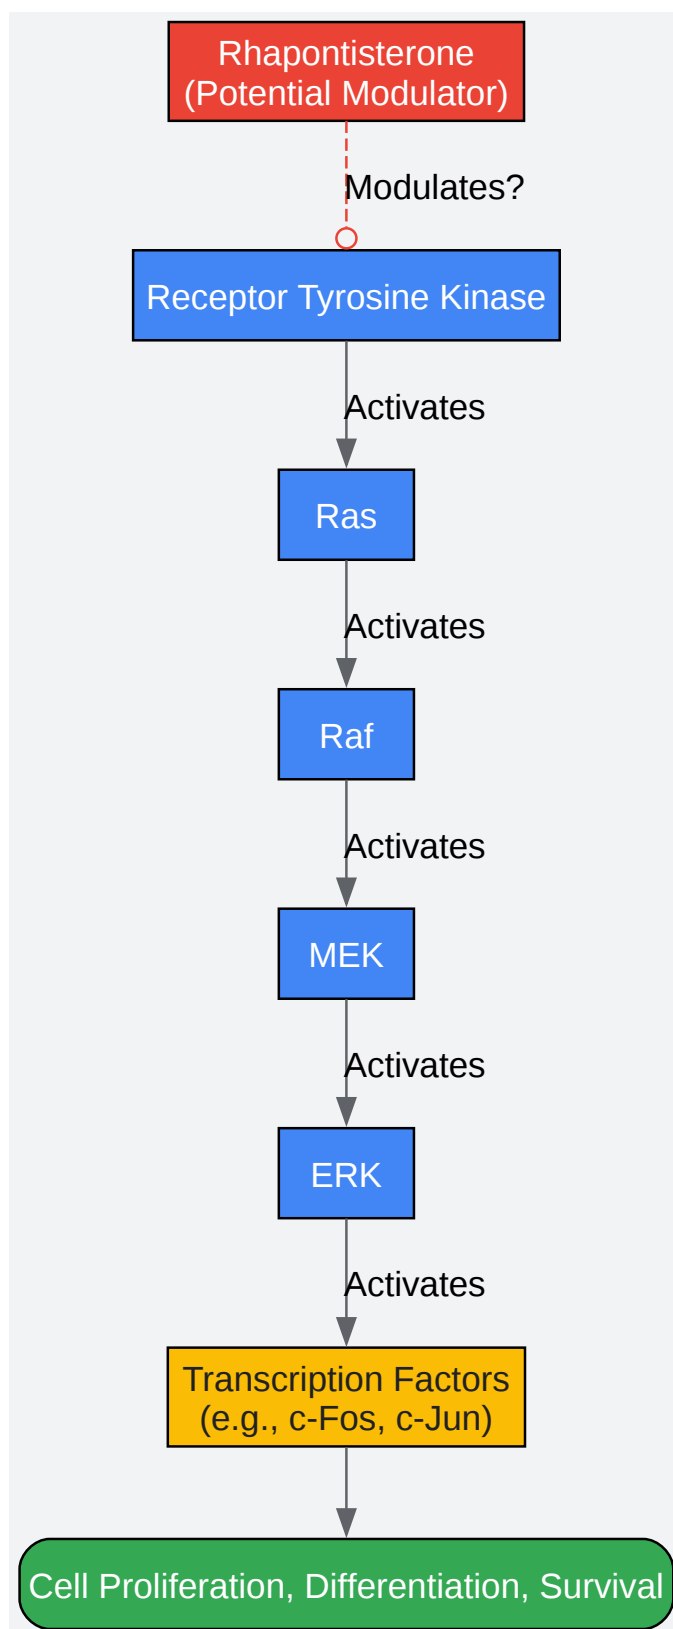 Rhapontisterone
(Potential Modulator)
Modulates?
Receptor Tyrosine Kinase
Activates
Ras
Activates
Raf
Activates
MEK
Activates
ERK
Activates
Transcription Factors
(e.g., c-Fos, c-Jun)
Cell Proliferation, Differentiation, Survival